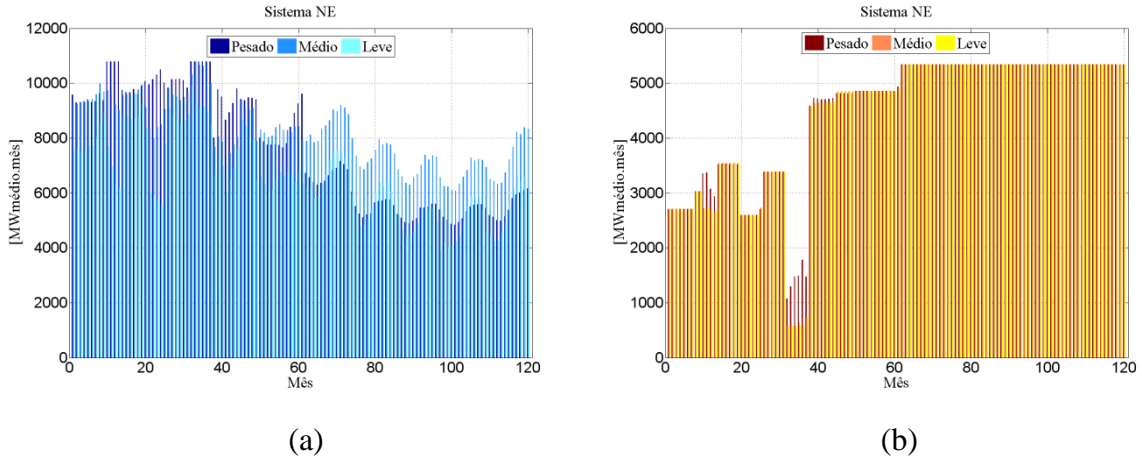 Sistema NE
12000
10000
8000
6000
4000
2000
0
[MWmédio.mês]
Pesado Médio Leve
0 20 40 60 80 100 120
Mês
(a)
Sistema NE
6000
5000
4000
3000
2000
1000
0
[MWmédio.mês]
Pesado Médio Leve
0 20 40 60 80 100 120
Mês
(b)